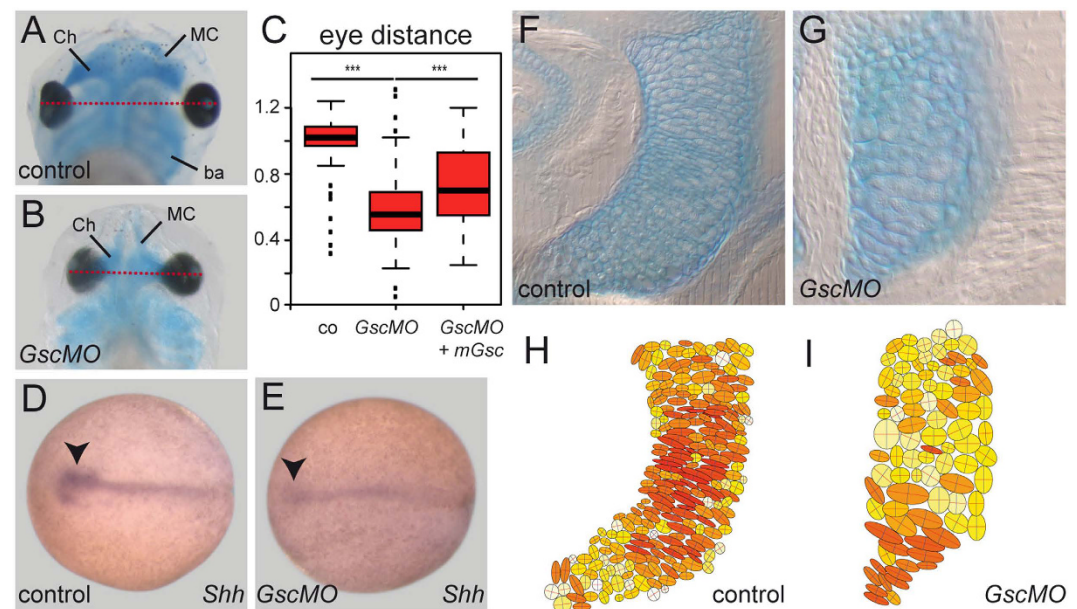 A
Ch
MC
ba
control
B
Ch
MC
GscMO
C
eye distance
***
***
1.2
0.8
0.4
0
co
GscMO
GscMO
+ mGsc
D
control
Shh
E
GscMO
Shh
F
control
G
GscMO
H
control
I
GscMO